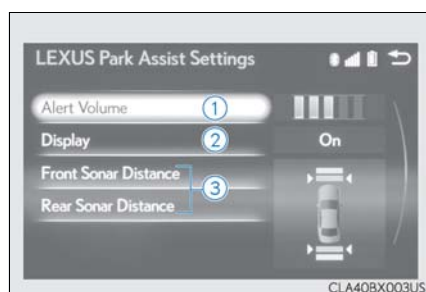 LEXUS Park Assist Settings
Alert Volume 1
Display 2 On
Front Sonar Distance
3
Rear Sonar Distance
CLA40BX003US